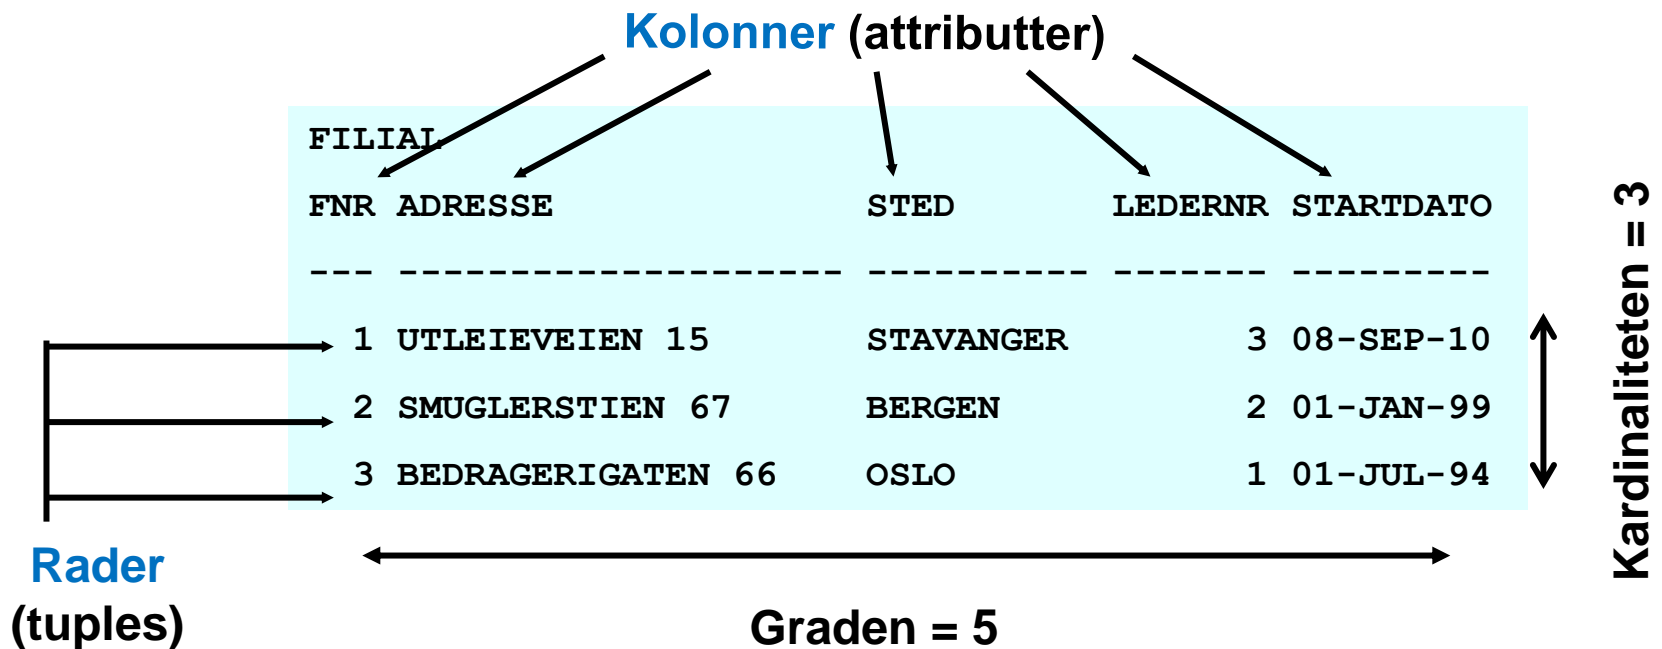 Kolonner (attributter)
FILIAL
FNR ADRESSE STED LEDERNR STARTDATO
--- -------------------- ---------- ------- ---------
1 UTLEIEVEIEN 15 STAVANGER 3 08-SEP-10
2 SMUGLERSTIEN 67 BERGEN 2 01-JAN-99
3 BEDRAGERIGATEN 66 OSLO 1 01-JUL-94
Kardinaliteten = 3
Rader
(tuples)
Graden = 5